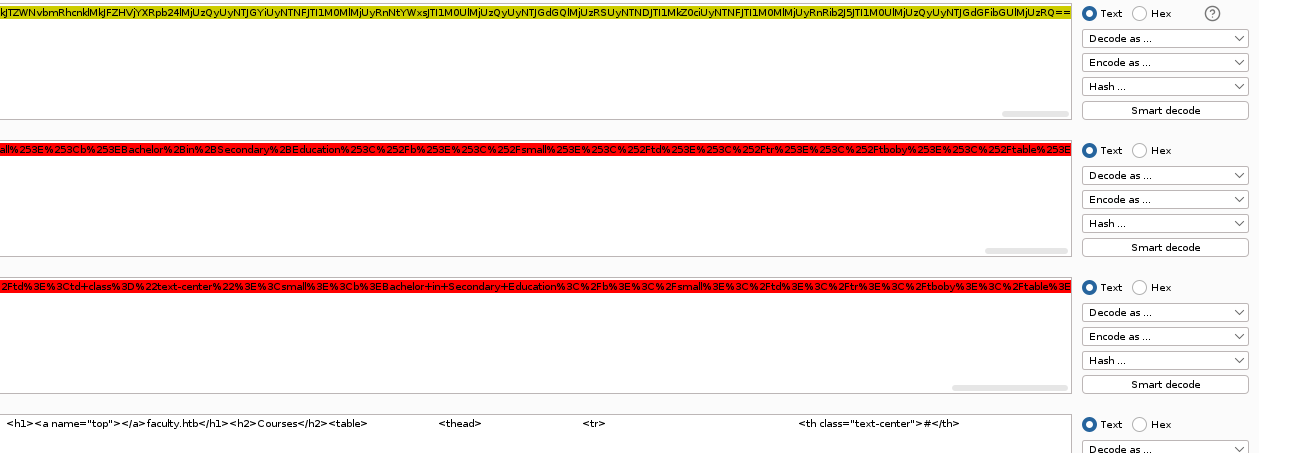 kJTZWNvbmRhcnklMkJFZHVjYXRpb24lMjUzQyUyNTJGYiUyNTNFJTI1M0MlMjUyRnNtYWxsJTI1M0UlMjUzQyUyNTJGdGQlMjUzRSUyNTNDJTI1MkZ0ciUyNTNFJTI1M0MlMjUyRnRib2J5JTI1M0UlMjUzQyUyNTJGdGFibGUlMjUzRQ==
Text Hex ?
Decode as ...
Encode as ...
Hash ...
Smart decode
all%253E%253Cb%253EBachelor%2Bin%2BSecondary%2BEducation%253C%252Fb%253E%253C%252Fsmall%253E%253C%252Ftd%253E%253C%252Ftr%253E%253C%252Ftboby%253E%253C%252Ftable%253E
Text Hex
Decode as ...
Encode as ...
Hash ...
Smart decode
2Ftd%3E%3Ctd+class%3D%22text-center%22%3E%3Csmall%3E%3Cb%3EBachelor+in+Secondary+Education%3C%2Fb%3E%3C%2Fsmall%3E%3C%2Ftd%3E%3C%2Ftr%3E%3C%2Ftboby%3E%3C%2Ftable%3E
Text Hex
Decode as ...
Encode as ...
Hash ...
Smart decode
<h1><a name="top"></a>faculty.htb</h1><h2>Courses</h2><table> <thead> <tr> <th class="text-center">#</th>
Text Hex
Decode as ...